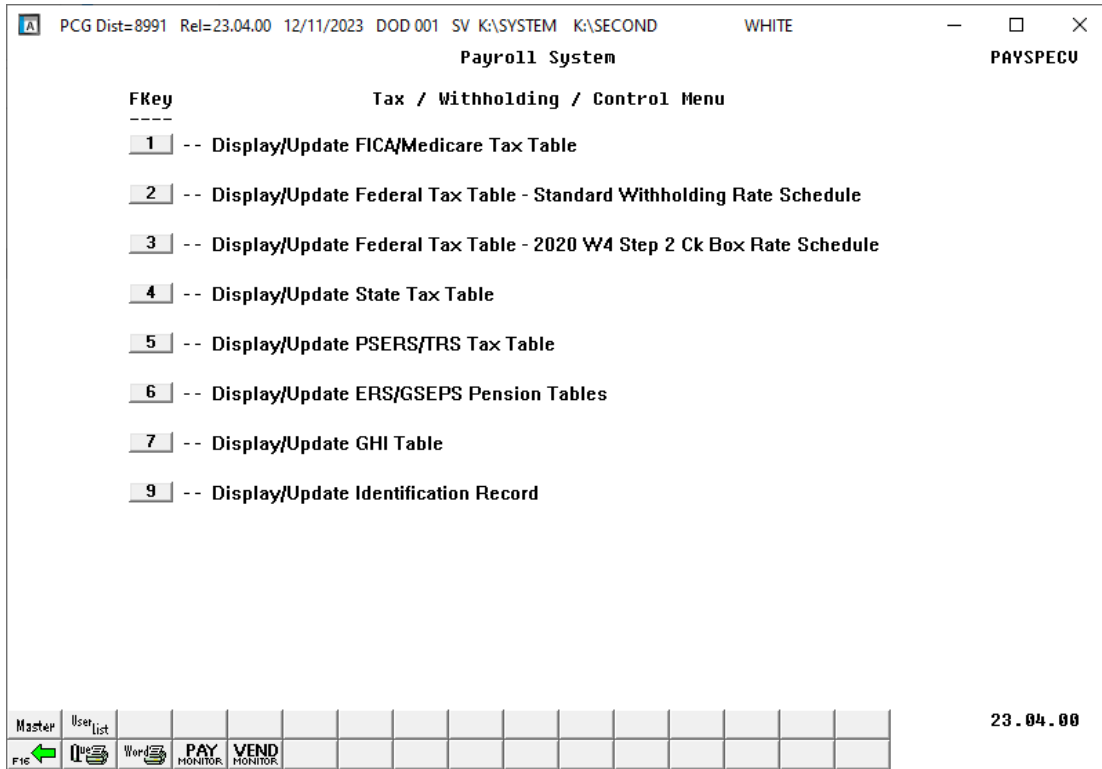 A PCG Dist=8991 Rel=23.04.00 12/11/2023 DOD 001 SV K:\SYSTEM K:\SECOND WHITE
Payroll System PAYSPECV
FKey Tax / Withholding / Control Menu
----
1 -- Display/Update FICA/Medicare Tax Table
2 -- Display/Update Federal Tax Table - Standard Withholding Rate Schedule
3 -- Display/Update Federal Tax Table - 2020 W4 Step 2 Ck Box Rate Schedule
4 -- Display/Update State Tax Table
5 -- Display/Update PSERS/TRS Tax Table
6 -- Display/Update ERS/GSEPS Pension Tables
7 -- Display/Update GHI Table
9 -- Display/Update Identification Record
Master User List 23.04.00
F16 Que Word PAY MONITOR VEND MONITOR